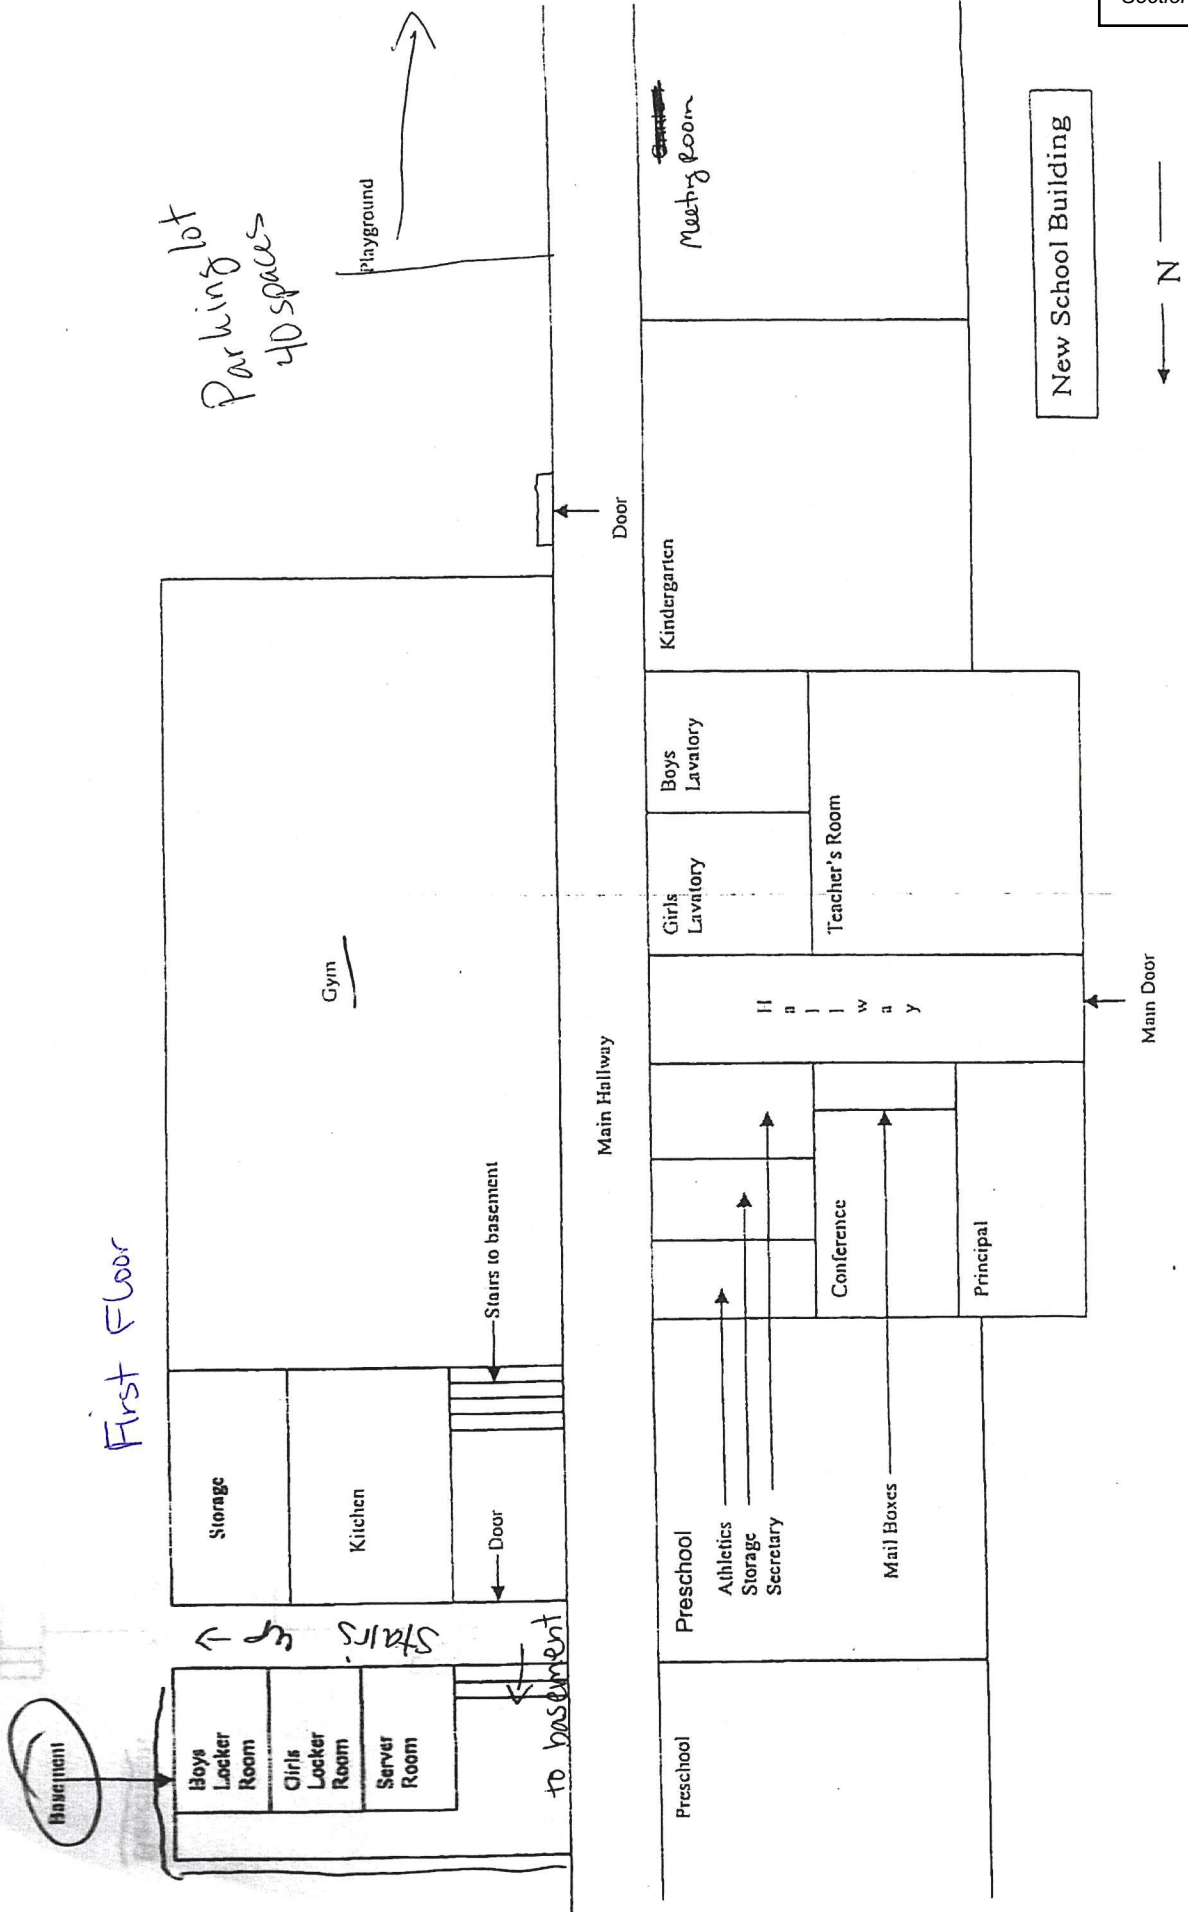 Section
First Floor
Parking lot
40 spaces
Playground
Basement
Boys
Locker
Room
Girls
Locker
Room
Server
Room
Stairs
up →
to basement
Storage
Kitchen
Door
Stairs to basement
Gym
Door
Main Hallway
Preschool
Preschool
Athletics
Storage
Secretary
Mail Boxes
Conference
Principal
Hallway
Main Door
Girls
Lavatory
Boys
Lavatory
Teacher's Room
Kindergarten
Meeting Room
New School Building
N